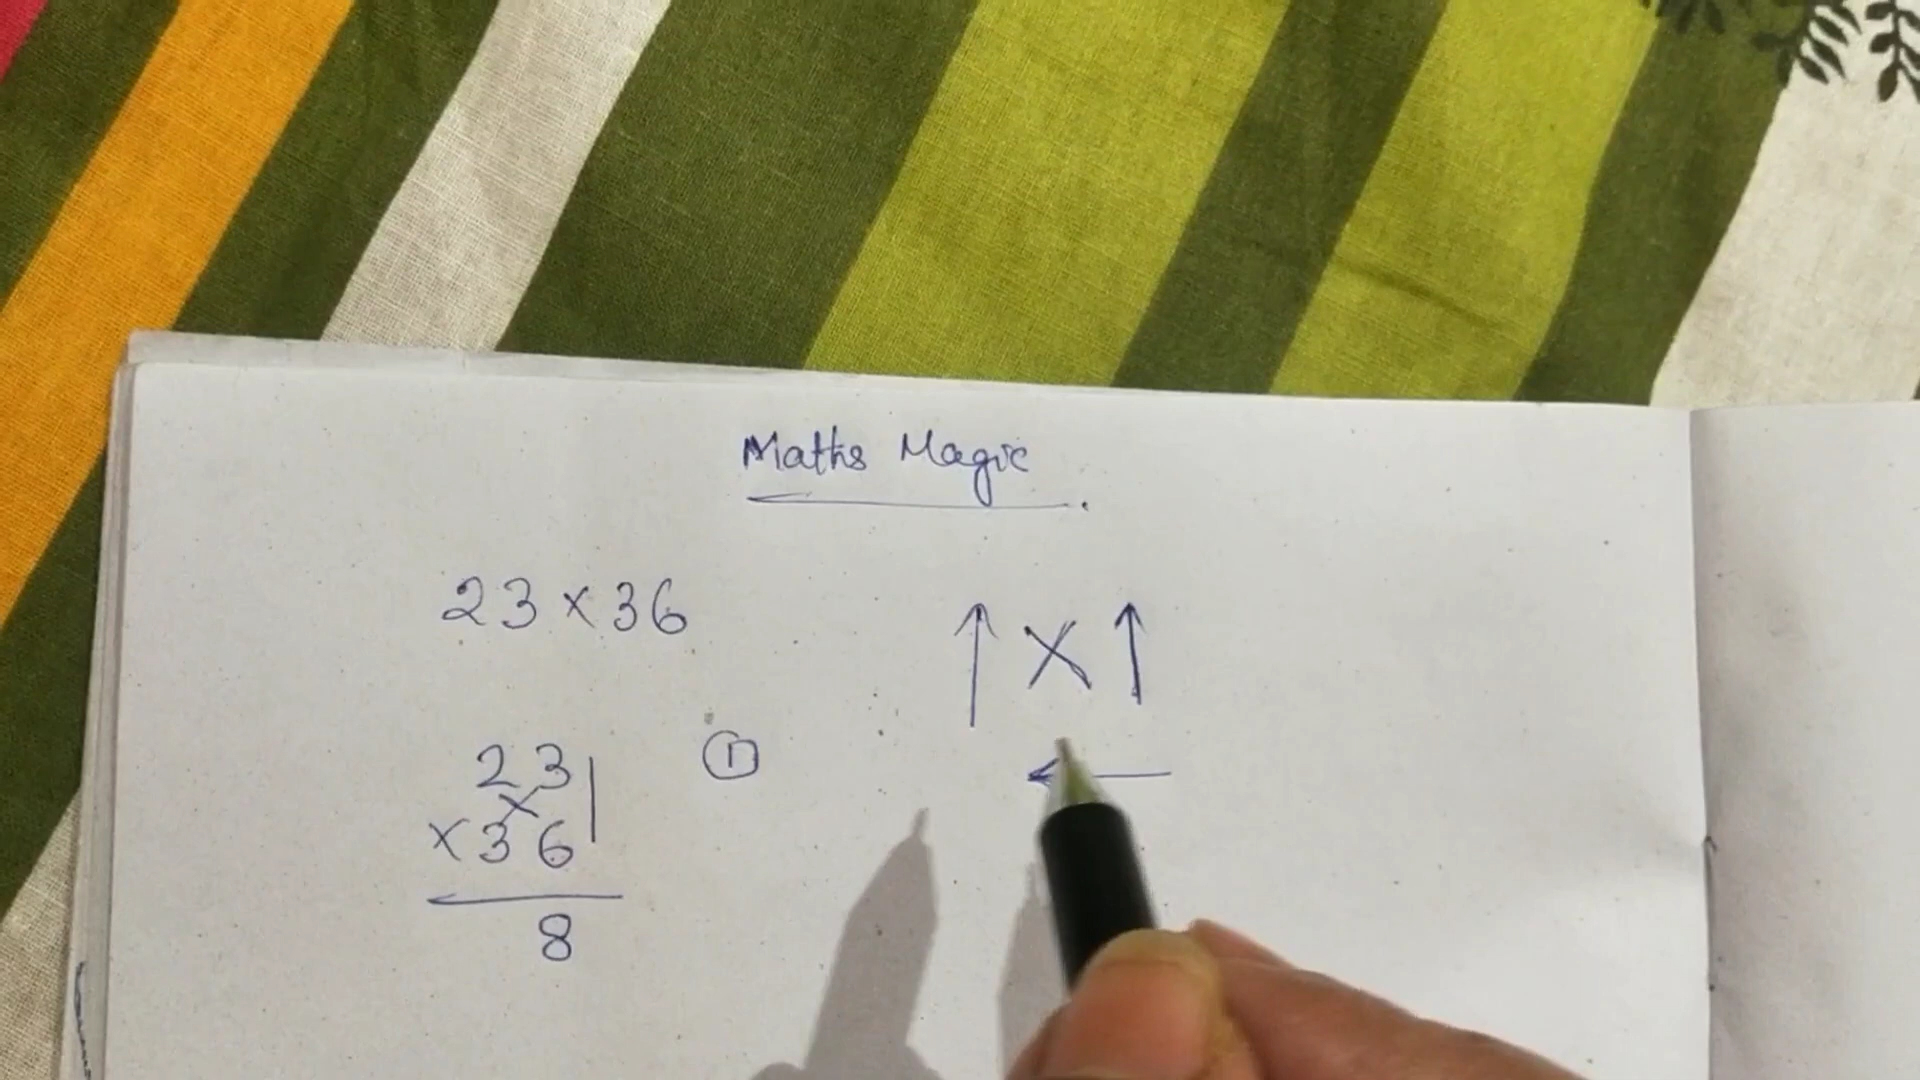 Maths Magic
23 × 36
↑ × ↑
←
23
× 36
8
①